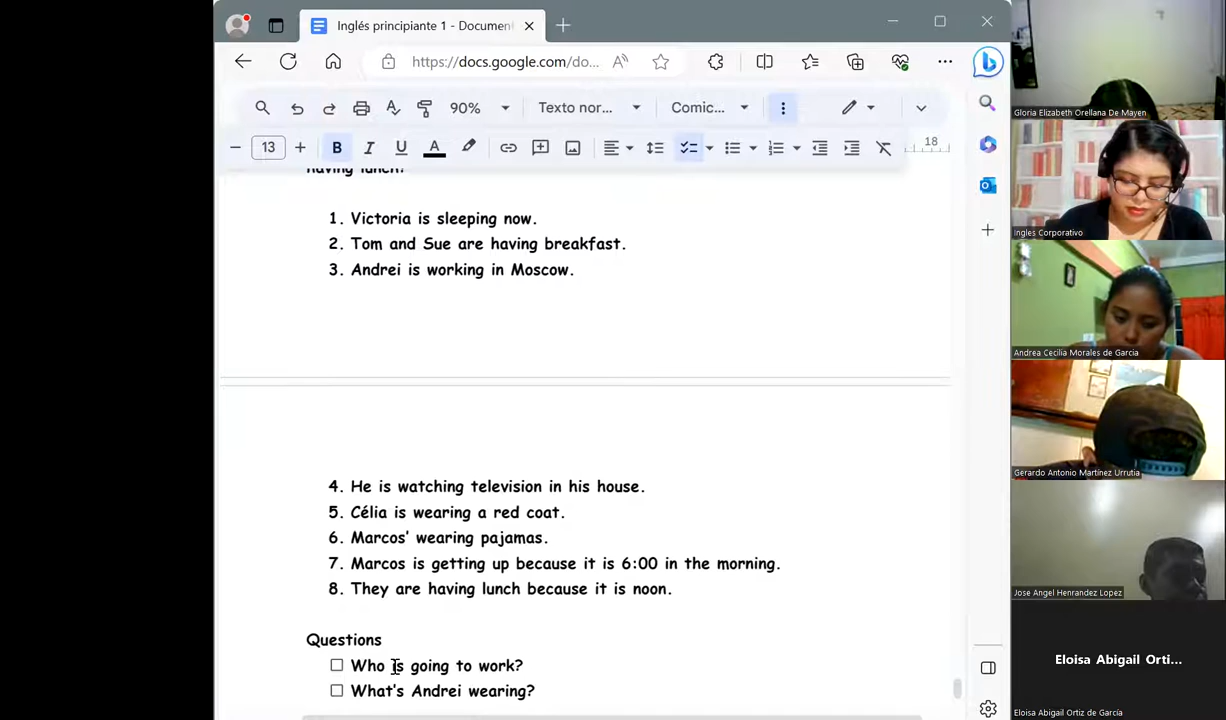 Inglés principiante 1 - Documen
https://docs.google.com/do...
90%
Texto nor...
Comic...
13
B
I
U
A
18
having lunch?
1. Victoria is sleeping now.
2. Tom and Sue are having breakfast.
3. Andrei is working in Moscow.
4. He is watching television in his house.
5. Célia is wearing a red coat.
6. Marcos' wearing pajamas.
7. Marcos is getting up because it is 6:00 in the morning.
8. They are having lunch because it is noon.
Questions
Who is going to work?
What's Andrei wearing?
Gloria Elizabeth Orellana De Mayen
Ingles Corporativo
Andrea Cecilia Morales de Garcia
Gerardo Antonio Martínez Urrutia
Jose Angel Henrandez Lopez
Eloisa Abigail Orti...
Eloisa Abigail Ortiz de García